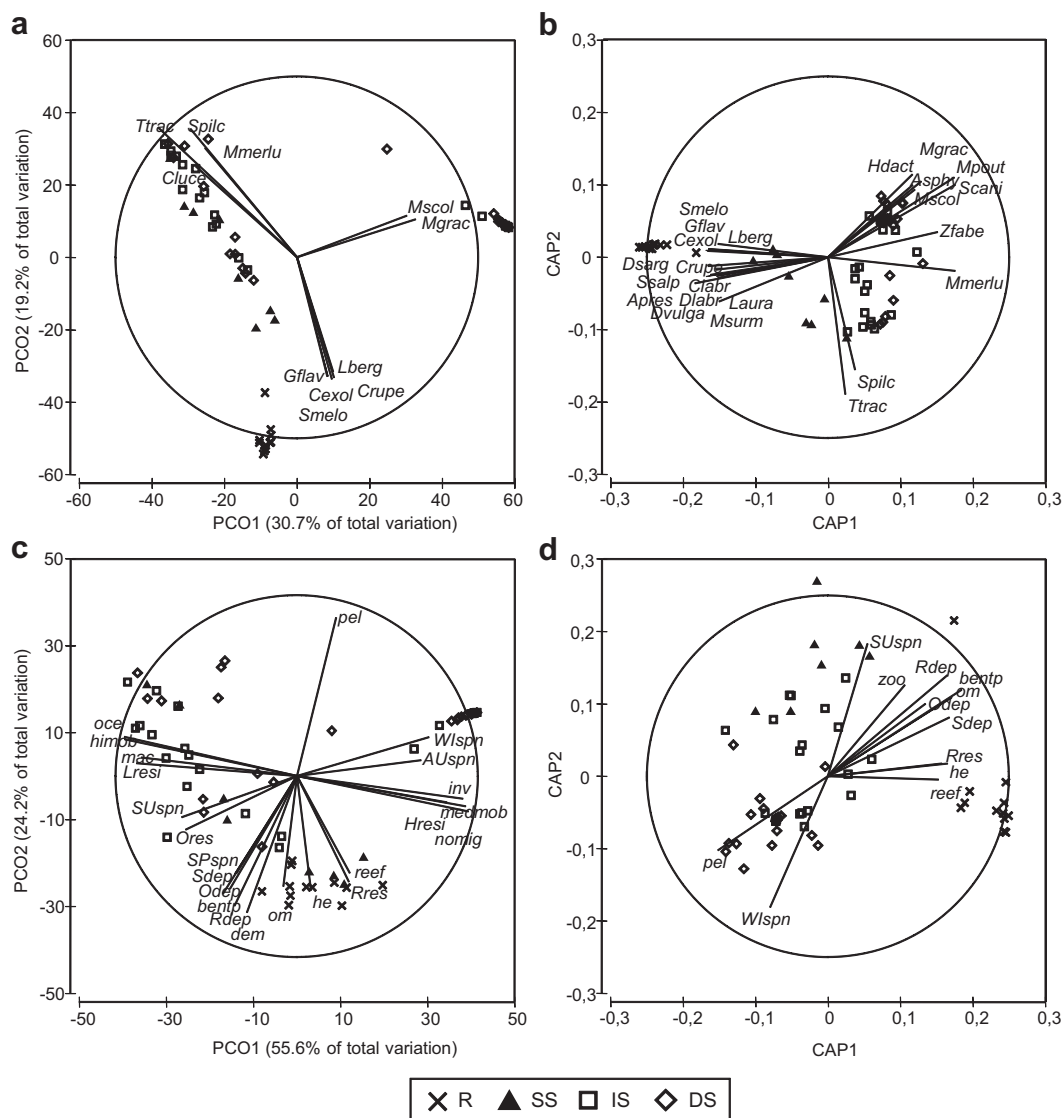 a
60
40
20
0
-20
-40
-60
PCO2 (19.2% of total variation)
Ttrac Spilc
Mmerlu
Cluce
Mscol
Mgrac
Lberg
Gflav
Cexol Crupe
Smelo
-60 -40 -20 0 20 40 60
PCO1 (30.7% of total variation)
b
0,3
0,2
0,1
0
-0,1
-0,2
-0,3
CAP2
Mgrac
Hdact Mpout
Asphy
Scani
Mscol
Smelo
Gflav
Zfabe
Cexol Lberg
Dsarg Crupe
Ssalp Clabr
Mmerlu
Apres Dlabr Laura
Dvulga Msurm
Spilc
Ttrac
-0,3 -0,2 -0,1 0 0,1 0,2 0,3
CAP1
c
50
30
10
-10
-30
-50
PCO2 (24.2% of total variation)
pel
oce
himob
mac
Lresi
WIspn
AUspn
inv
medmob
Hresi
nomig
SUspn
Ores
SPspn
Sdep
Odep
bentp
Rdep
dem
om
he
reef
Rres
-50 -30 -10 10 30 50
PCO1 (55.6% of total variation)
d
0,3
0,2
0,1
0
-0,1
-0,2
-0,3
CAP2
SUspn
Rdep
zoo
bentp
om
Odep
Sdep
Rres
he
reef
pel
WIspn
-0,3 -0,2 -0,1 0 0,1 0,2 0,3
CAP1
R SS IS DS